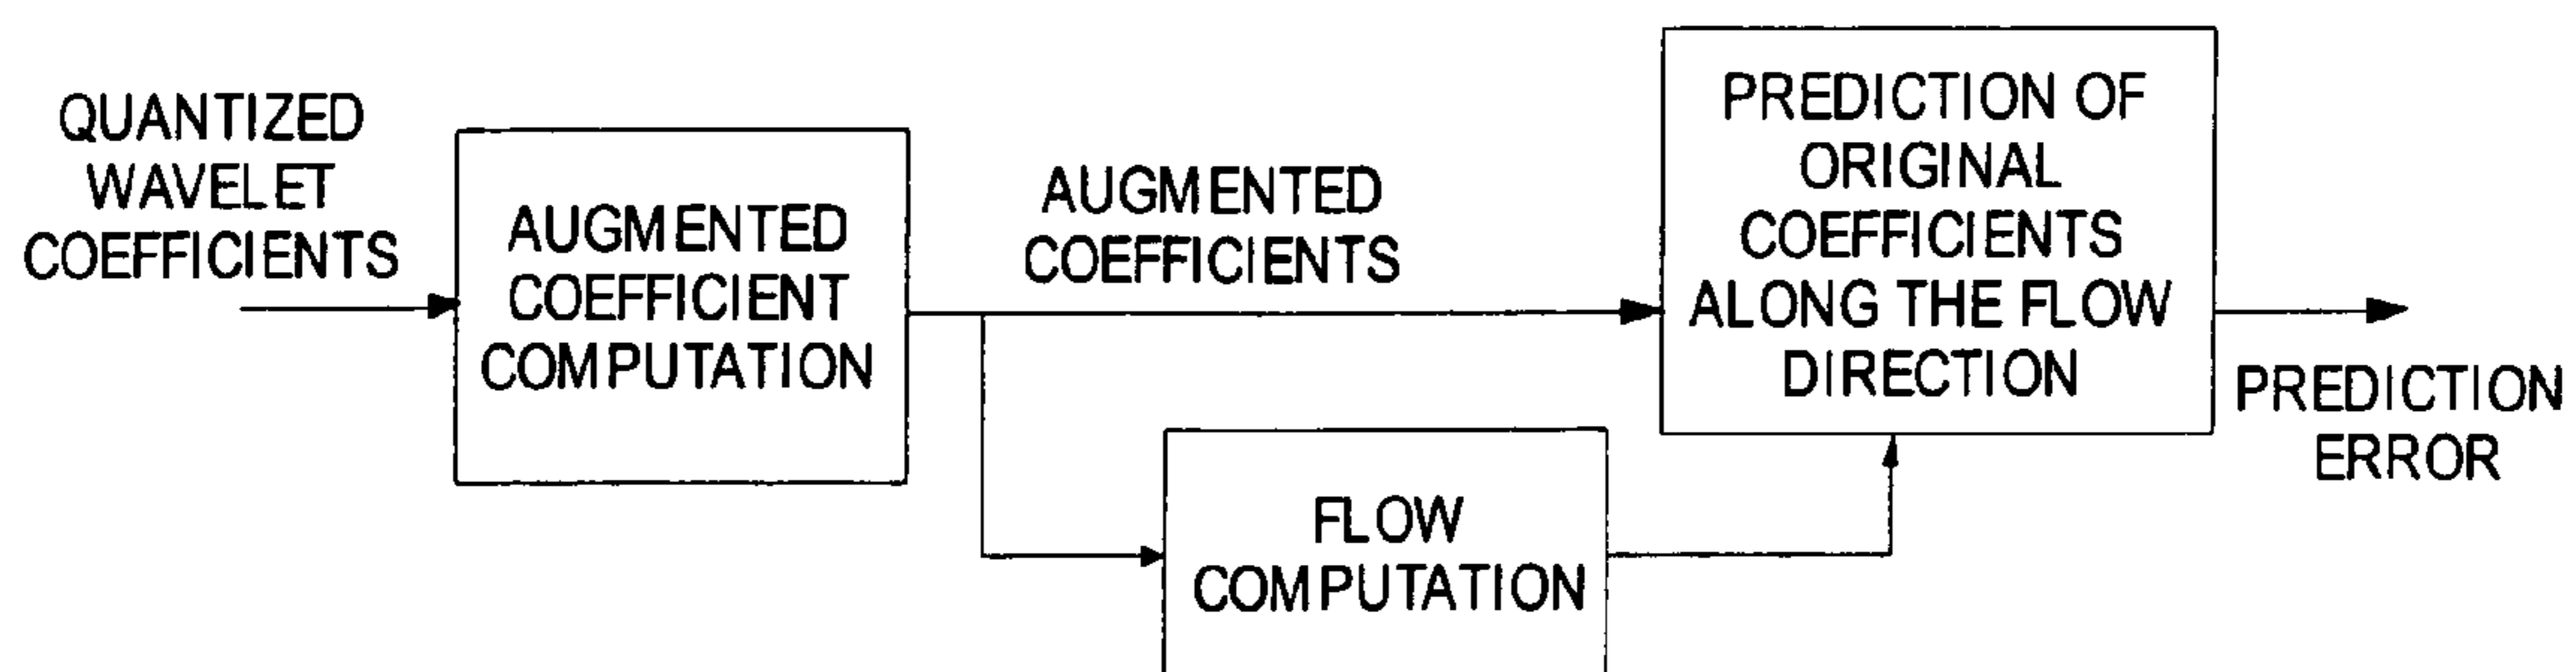 QUANTIZED
WAVELET
COEFFICIENTS
AUGMENTED
COEFFICIENT
COMPUTATION
AUGMENTED
COEFFICIENTS
PREDICTION OF
ORIGINAL
COEFFICIENTS
ALONG THE FLOW
DIRECTION
FLOW
COMPUTATION
PREDICTION
ERROR